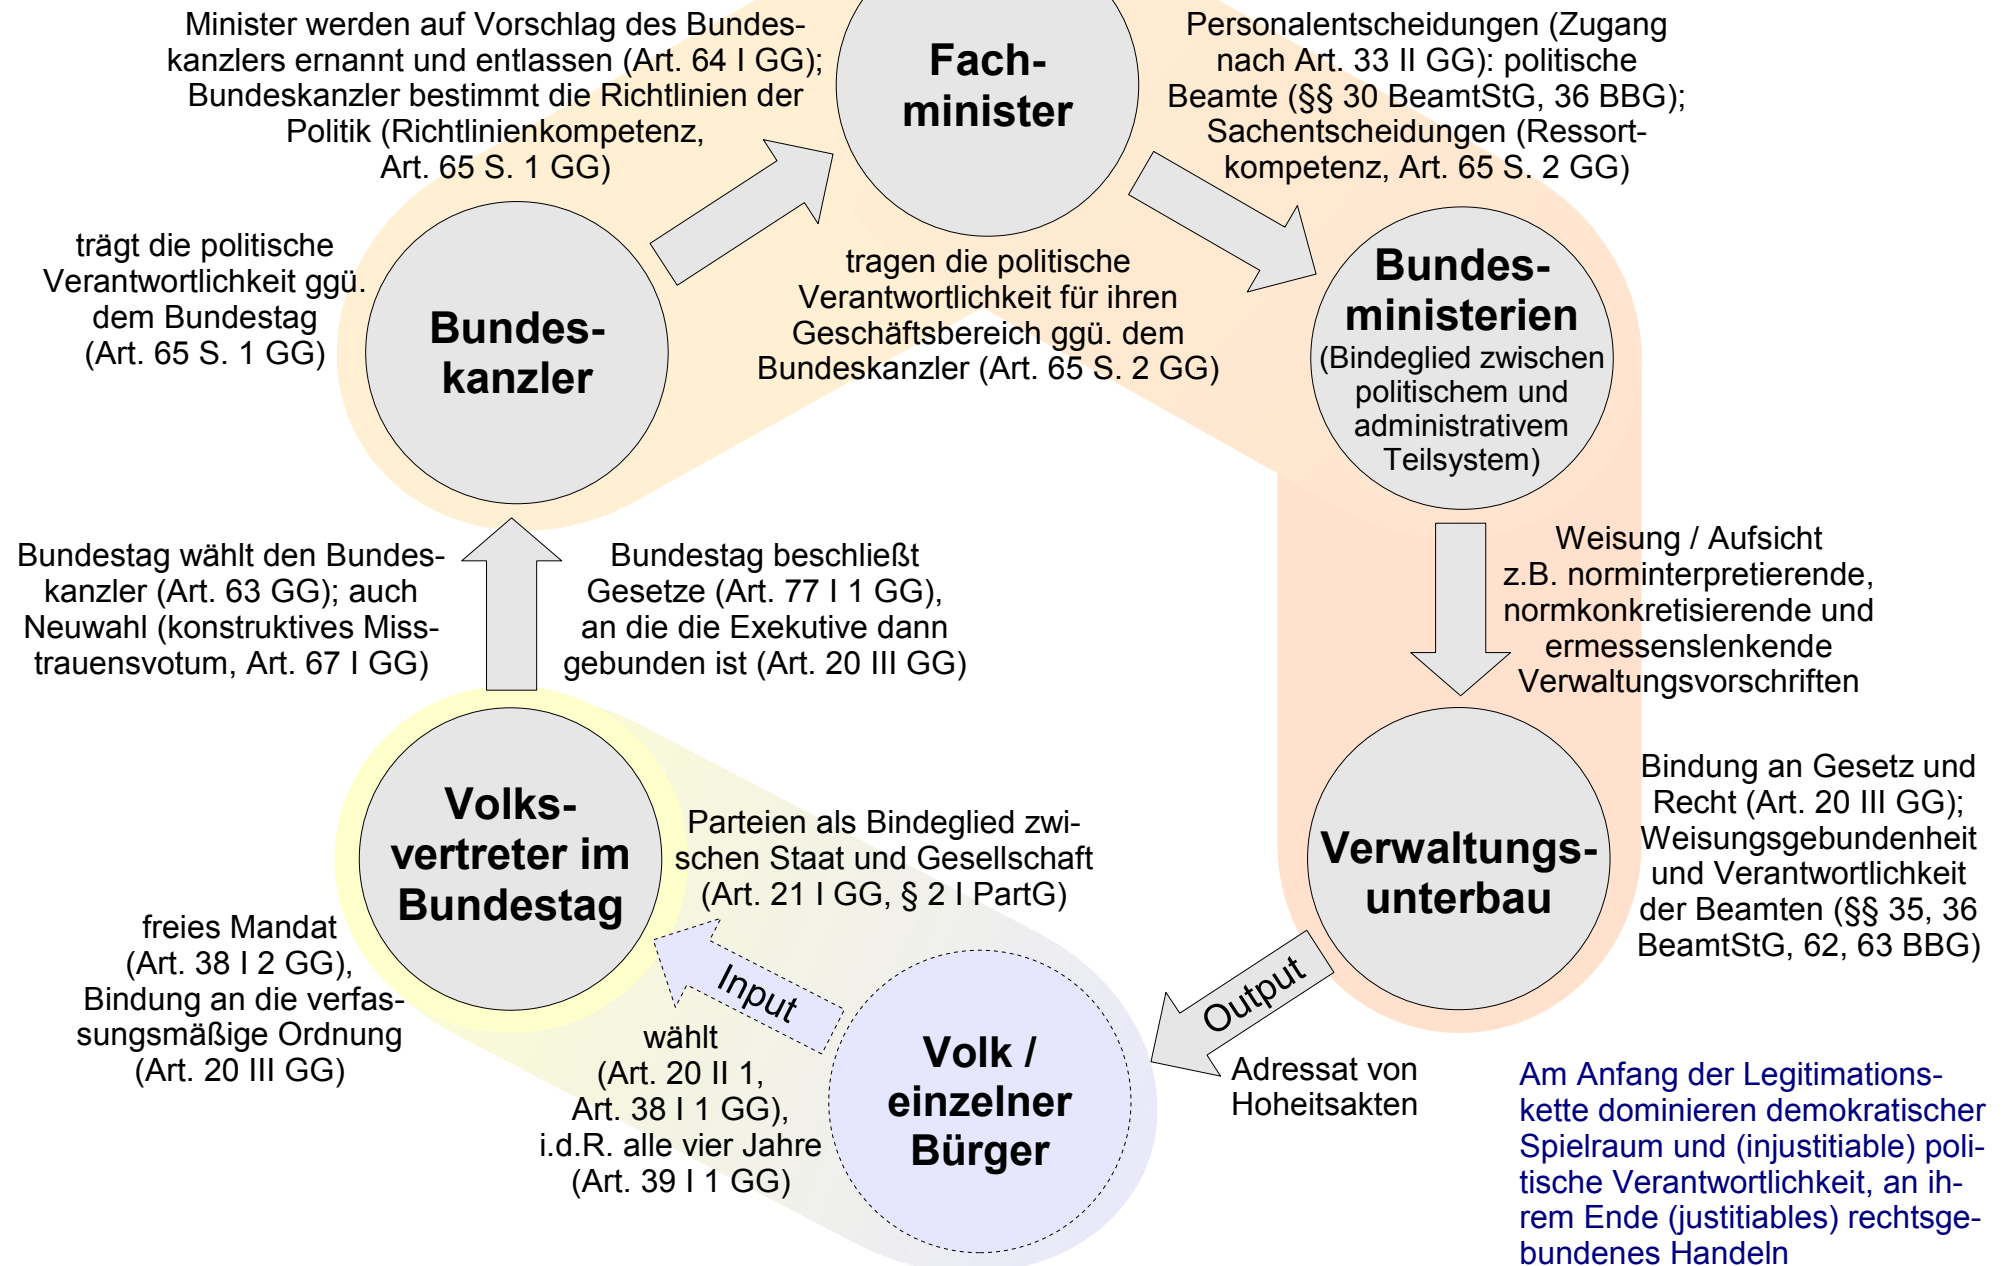 Minister werden auf Vorschlag des Bundes-
kanzlers ernannt und entlassen (Art. 64 I GG);
Bundeskanzler bestimmt die Richtlinien der
Politik (Richtlinienkompetenz,
Art. 65 S. 1 GG)
Fach-
minister
Personalentscheidungen (Zugang
nach Art. 33 II GG): politische
Beamte (§§ 30 BeamtStG, 36 BBG);
Sachentscheidungen (Ressort-
kompetenz, Art. 65 S. 2 GG)
trägt die politische
Verantwortlichkeit ggü.
dem Bundestag
(Art. 65 S. 1 GG)
Bundes-
kanzler
tragen die politische
Verantwortlichkeit für ihren
Geschäftsbereich ggü. dem
Bundeskanzler (Art. 65 S. 2 GG)
Bundes-
ministerien
(Bindeglied zwischen
politischem und
administrativem
Teilsystem)
Bundestag wählt den Bundes-
kanzler (Art. 63 GG); auch
Neuwahl (konstruktives Miss-
trauensvotum, Art. 67 I GG)
Bundestag beschließt
Gesetze (Art. 77 I 1 GG),
an die die Exekutive dann
gebunden ist (Art. 20 III GG)
Weisung / Aufsicht
z.B. norminterpretierende,
normkonkretisierende und
ermessenslenkende
Verwaltungsvorschriften
Volks-
vertreter im
Bundestag
Parteien als Bindeglied zwi-
schen Staat und Gesellschaft
(Art. 21 I GG, § 2 I PartG)
Verwaltungs-
unterbau
Bindung an Gesetz und
Recht (Art. 20 III GG);
Weisungsgebundenheit
und Verantwortlichkeit
der Beamten (§§ 35, 36
BeamtStG, 62, 63 BBG)
freies Mandat
(Art. 38 I 2 GG),
Bindung an die verfas-
sungsmäßige Ordnung
(Art. 20 III GG)
Input
wählt
(Art. 20 II 1,
Art. 38 I 1 GG),
i.d.R. alle vier Jahre
(Art. 39 I 1 GG)
Volk /
einzelner
Bürger
Output
Adressat von
Hoheitsakten
Am Anfang der Legitimations-
kette dominieren demokratischer
Spielraum und (injustitiable) poli-
tische Verantwortlichkeit, an ih-
rem Ende (justitiables) rechtsge-
bundenes Handeln